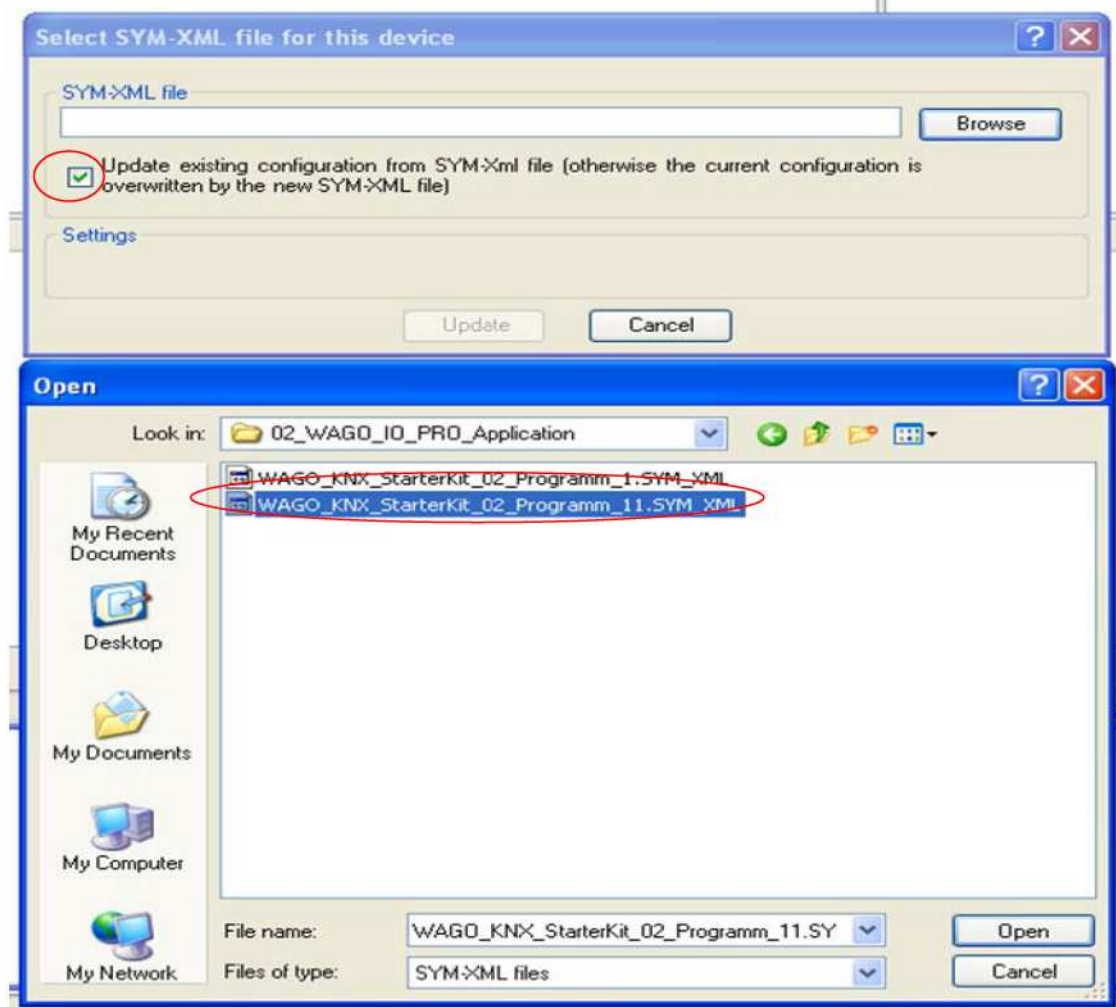 Select SYM-XML file for this device
SYM-XML file
Browse
Update existing configuration from SYM-Xml file (otherwise the current configuration is
overwritten by the new SYM-XML file)
Settings
Update
Cancel
Open
Look in:
02_WAGO_IO_PRO_Application
WAGO_KNX_StarterKit_02_Programm_1.SYM_XML
WAGO_KNX_StarterKit_02_Programm_11.SYM_XML
My Recent
Documents
Desktop
My Documents
My Computer
My Network
File name:
WAGO_KNX_StarterKit_02_Programm_11.SY
Open
Files of type:
SYM-XML files
Cancel